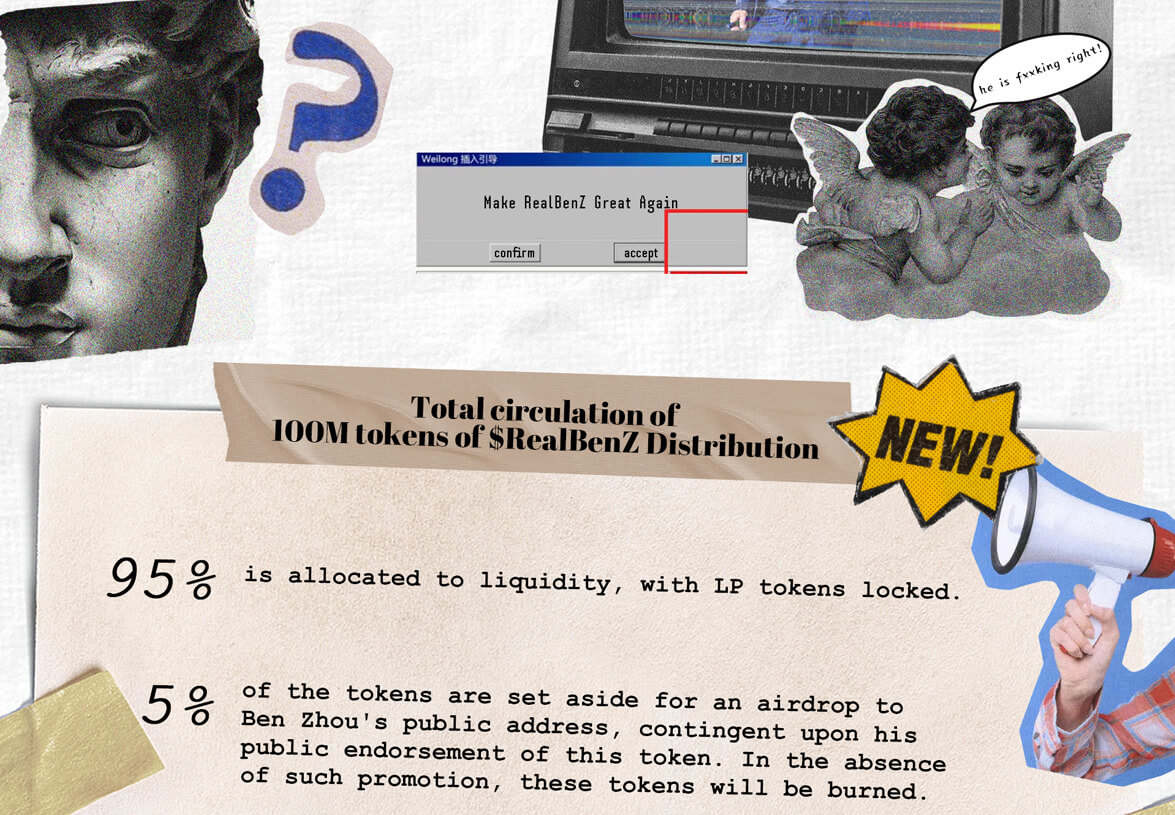 he is fxxking right!
Weilong 插入引导
Make RealBenZ Great Again
confirm accept
Total circulation of
100M tokens of $RealBenZ Distribution
NEW!
95% is allocated to liquidity, with LP tokens locked.
5% of the tokens are set aside for an airdrop to
Ben Zhou's public address, contingent upon his
public endorsement of this token. In the absence
of such promotion, these tokens will be burned.